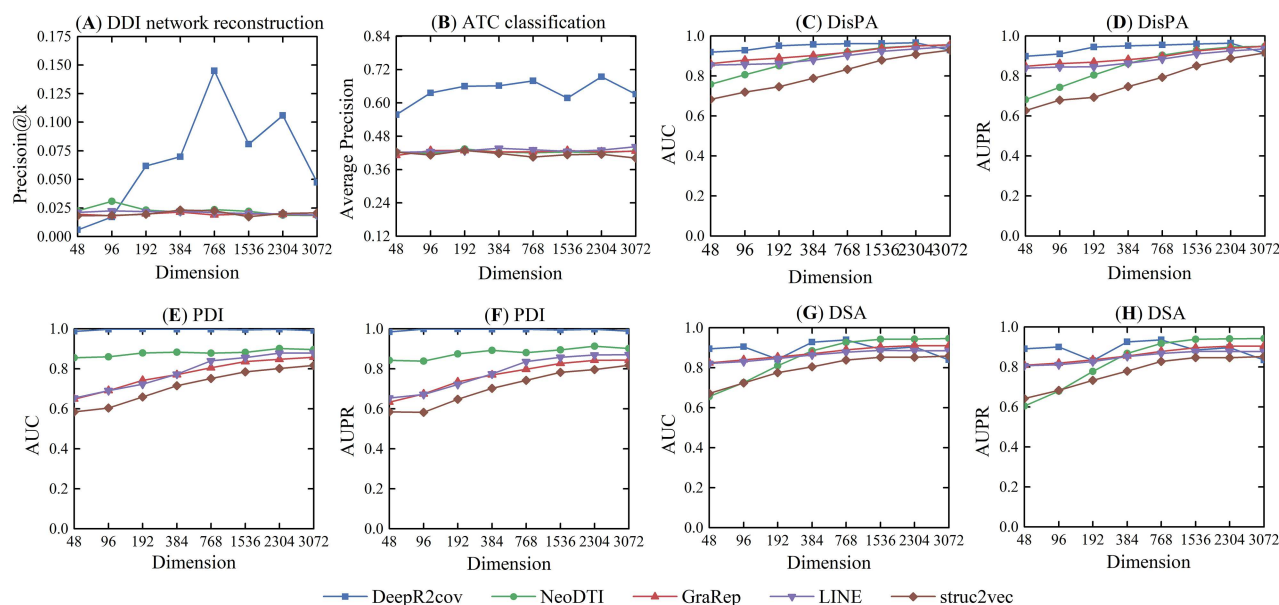 (A) DDI network reconstruction
(B) ATC classification
(C) DisPA
(D) DisPA
Precisoin@k
0.175
0.150
0.125
0.100
0.075
0.050
0.025
0.000
48 96 192 384 768 1536 2304 3072
Dimension
Average Precision
0.84
0.72
0.60
0.48
0.36
0.24
0.12
48 96 192 384 768 1536 2304 3072
Dimension
AUC
1.0
0.8
0.6
0.4
0.2
0.0
48 96 192 384 768 1536 2304 3072
Dimension
AUPR
1.0
0.8
0.6
0.4
0.2
0.0
48 96 192 384 768 1536 2304 3072
Dimension
(E) PDI
(F) PDI
(G) DSA
(H) DSA
AUC
1.0
0.8
0.6
0.4
0.2
0.0
48 96 192 384 768 1536 2304 3072
Dimension
AUPR
1.0
0.8
0.6
0.4
0.2
0.0
48 96 192 384 768 1536 2304 3072
Dimension
AUC
1.0
0.8
0.6
0.4
0.2
0.0
48 96 192 384 768 1536 2304 3072
Dimension
AUPR
1.0
0.8
0.6
0.4
0.2
0.0
48 96 192 384 768 1536 2304 3072
Dimension
DeepR2cov NeoDTI GraRep LINE struc2vec